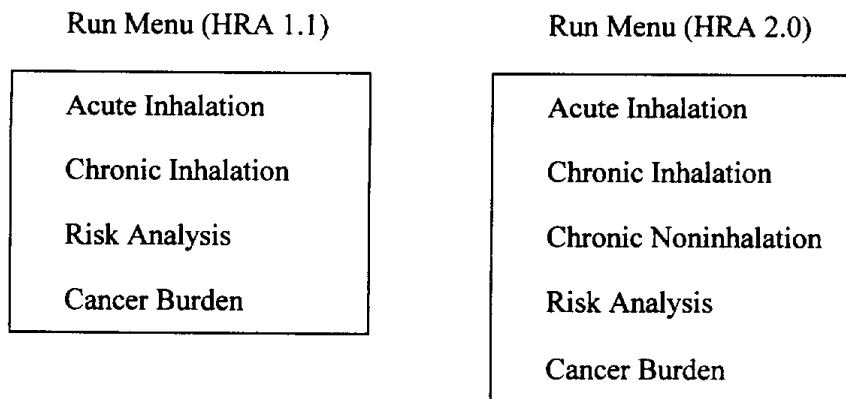 Run Menu (HRA 1.1)
Acute Inhalation
Chronic Inhalation
Risk Analysis
Cancer Burden
Run Menu (HRA 2.0)
Acute Inhalation
Chronic Inhalation
Chronic Noninhalation
Risk Analysis
Cancer Burden